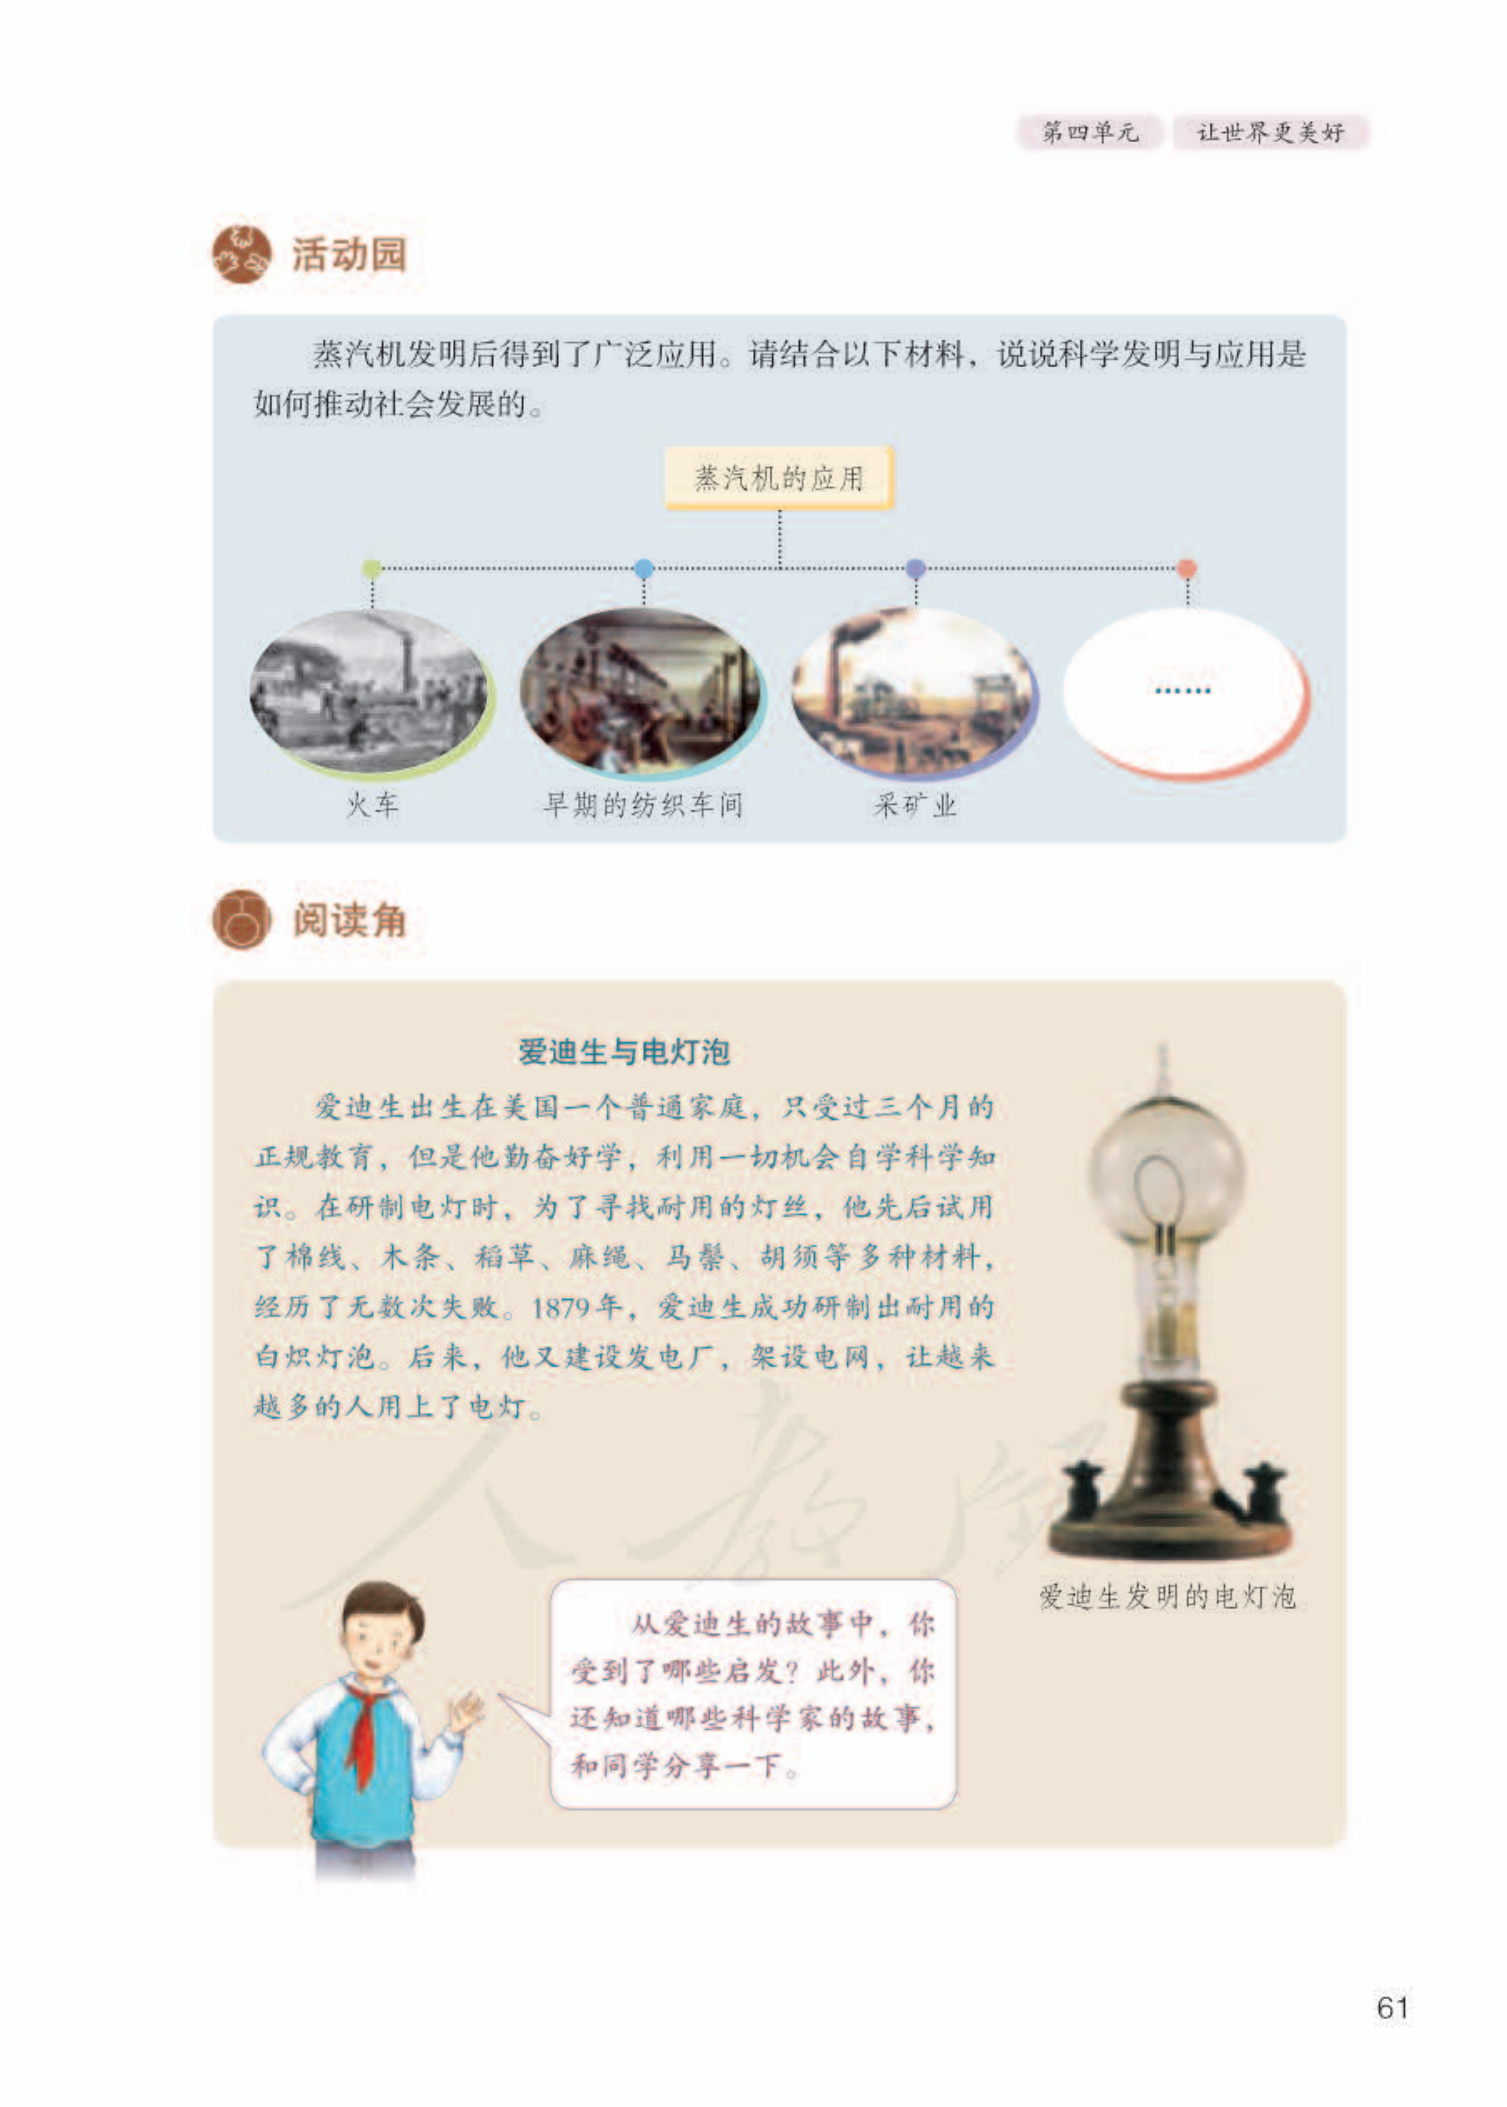 第四单元 让世界更美好
活动园
蒸汽机发明后得到了广泛应用。请结合以下材料，说说科学发明与应用是
如何推动社会发展的。
蒸汽机的应用
……
火车 早期的纺织车间 采矿业
阅读角
爱迪生与电灯泡
爱迪生出生在美国一个普通家庭，只受过三个月的
正规教育，但是他勤奋好学，利用一切机会自学科学知
识。在研制电灯时，为了寻找耐用的灯丝，他先后试用
了棉线、木条、稻草、麻绳、马鬃、胡须等多种材料，
经历了无数次失败。1879年，爱迪生成功研制出耐用的
白炽灯泡。后来，他又建设发电厂，架设电网，让越来
越多的人用上了电灯。
爱迪生发明的电灯泡
从爱迪生的故事中，你
受到了哪些启发？此外，你
还知道哪些科学家的故事，
和同学分享一下。
人教
61